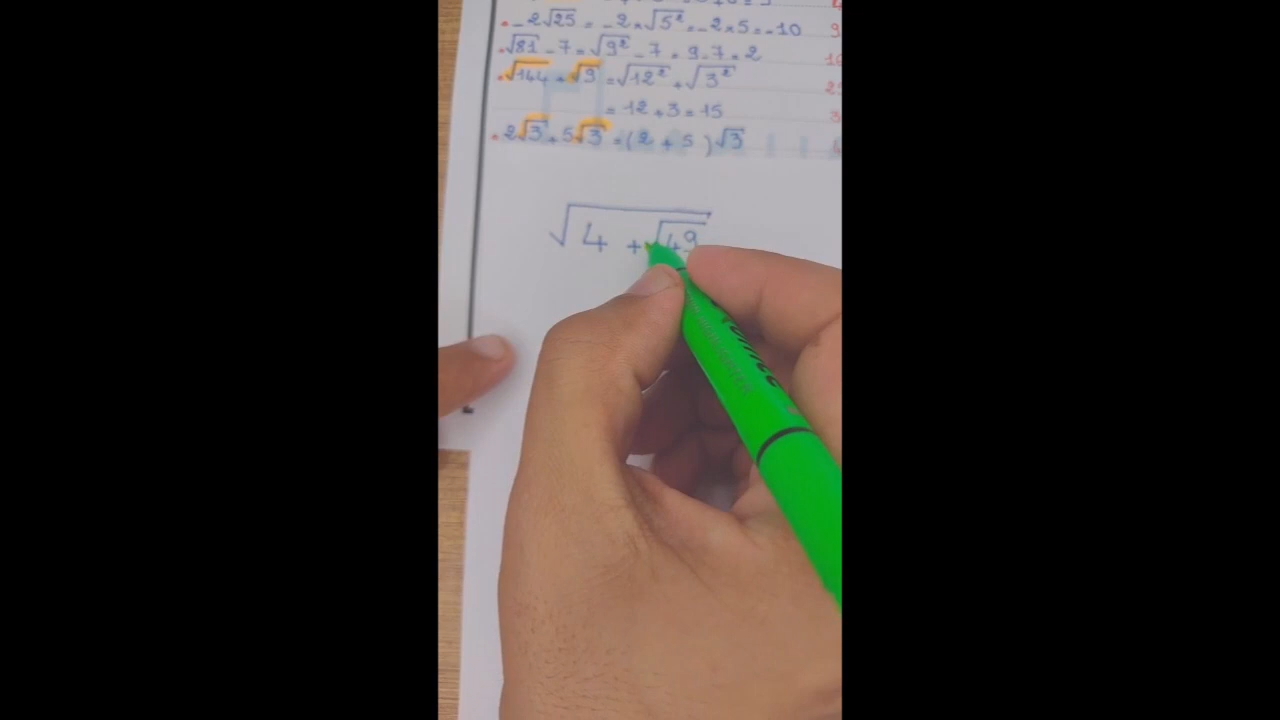 . -2√25 = -2×√5² = -2×5 = -10
. √81 - 7 = √9² - 7 = 9-7 = 2
. √144 + √9 = √12² + √3²
= 12 + 3 = 15
. 2√3 + 5√3 = (2 + 5)√3
√(4 + √49)